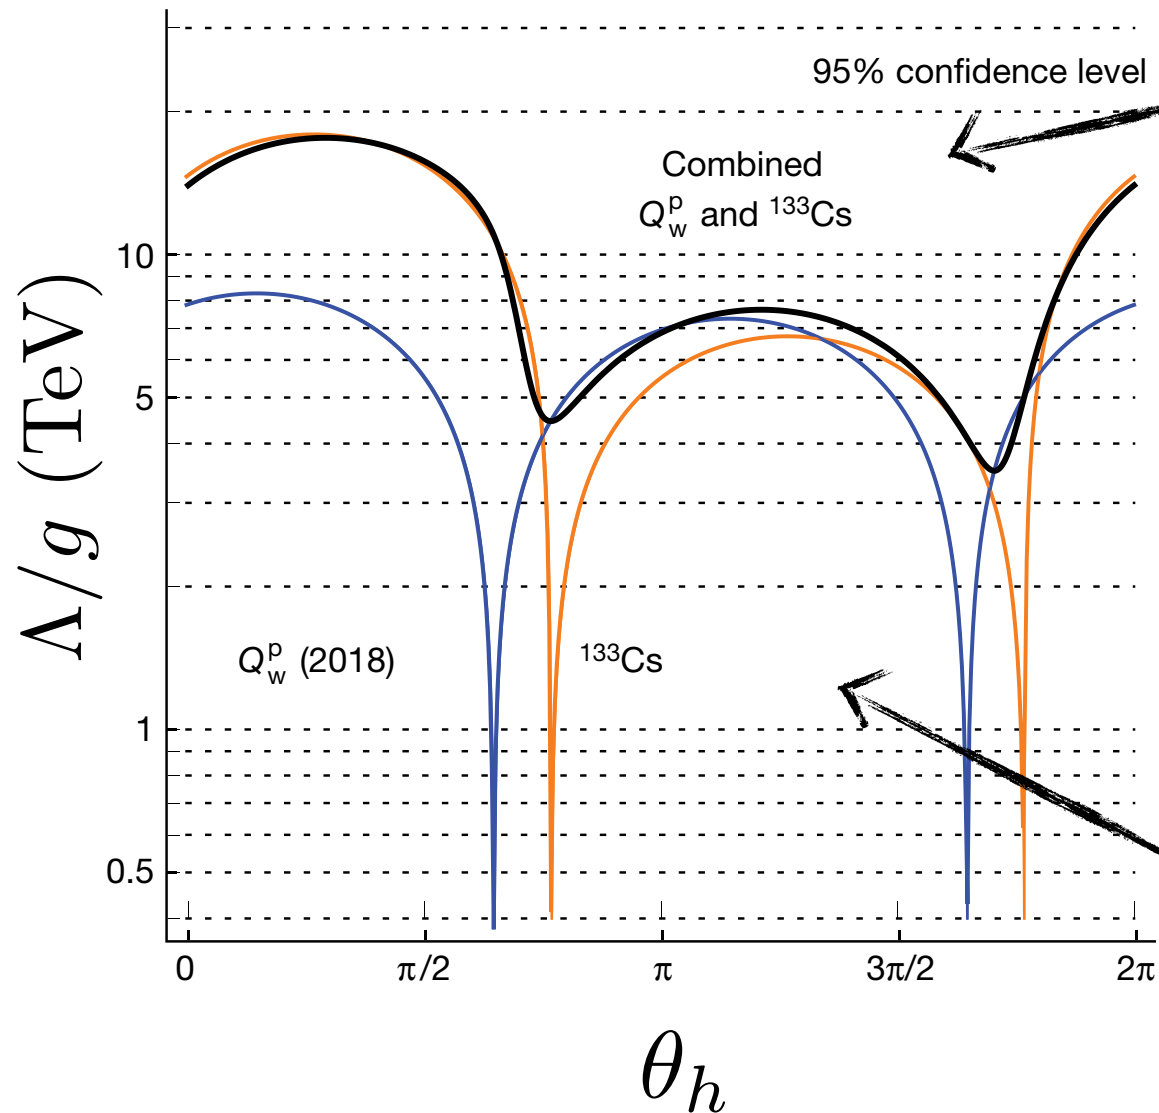 95% confidence level
Combined
Q_w^p and ^133Cs
10
5
Λ/g (TeV)
Q_w^p (2018)
^133Cs
1
0.5
0
π/2
π
3π/2
2π
θ_h